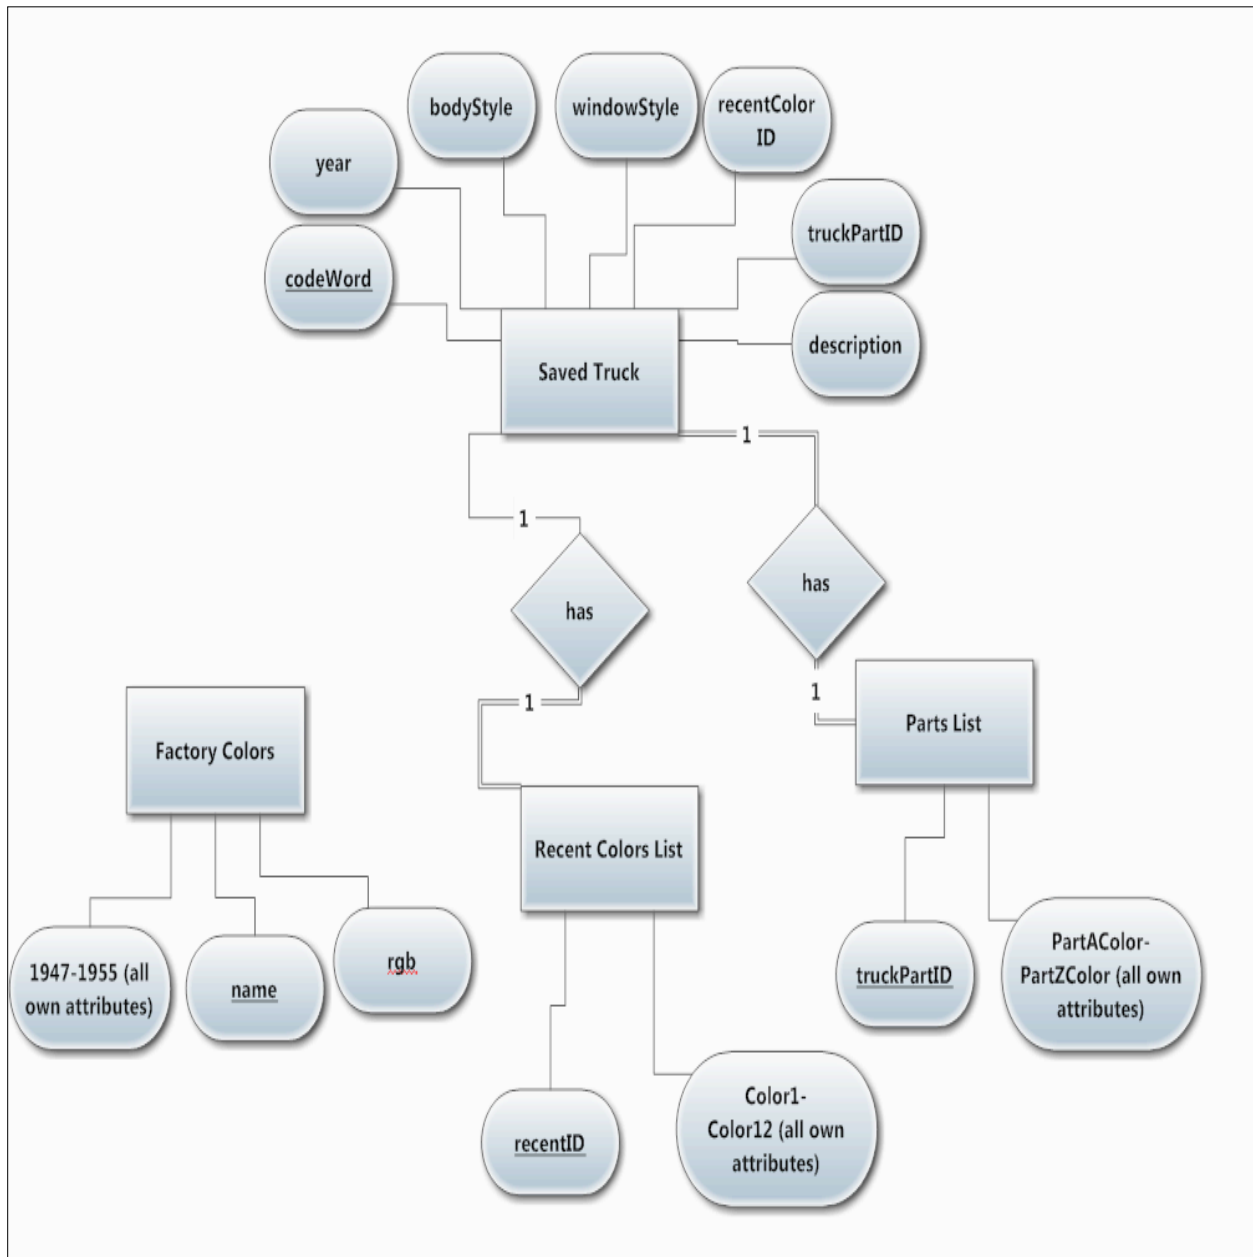 bodyStyle
windowStyle
recentColor
ID
year
truckPartID
codeWord
description
Saved Truck
1
1
has
has
1
1
Parts List
Factory Colors
Recent Colors List
1947-1955 (all
own attributes)
name
rgb
truckPartID
PartAColor-
PartZColor (all own
attributes)
recentID
Color1-
Color12 (all own
attributes)